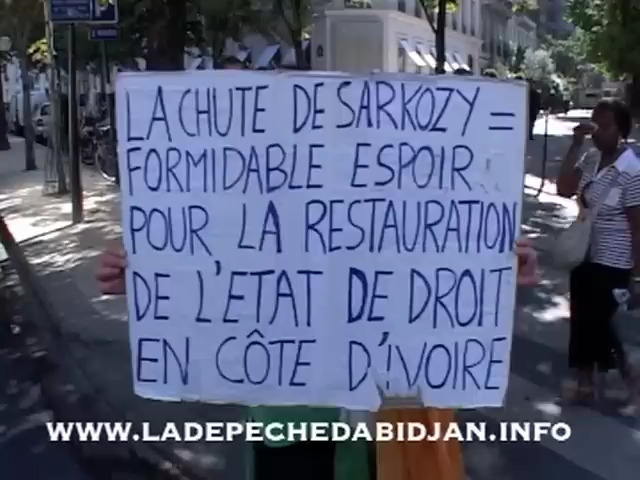 LA CHUTE DE SARKOZY =
FORMIDABLE ESPOIR
POUR LA RESTAURATION
DE L'ETAT DE DROIT
EN CÔTE D'IVOIRE
WWW.LADEPECHEDABIDJAN.INFO